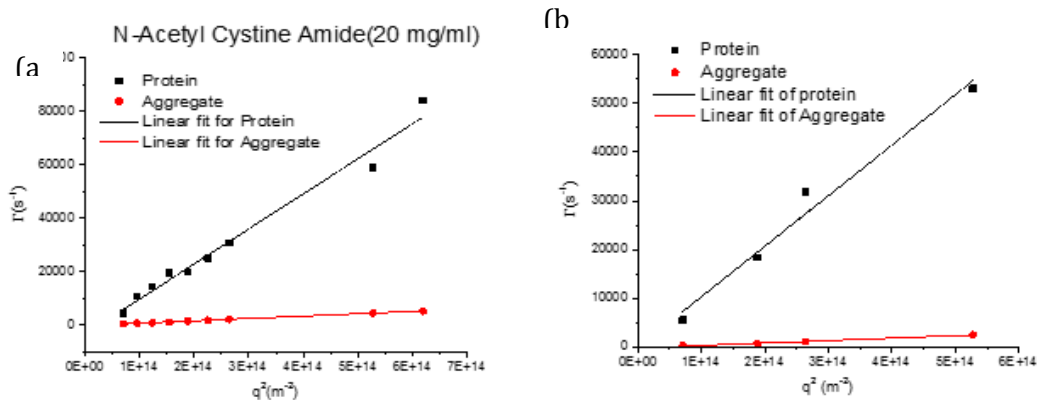 N-Acetyl Cystine Amide(20 mg/ml)
(a
Protein
Aggregate
Linear fit for Protein
Linear fit for Aggregate
80000
60000
40000
20000
0
Γ(s⁻¹)
0E+00 1E+14 2E+14 3E+14 4E+14 5E+14 6E+14 7E+14
q²(m⁻²)
(b
Protein
Aggregate
Linear fit of protein
Linear fit of Aggregate
60000
50000
40000
30000
20000
10000
0
Γ(s⁻¹)
0E+00 1E+14 2E+14 3E+14 4E+14 5E+14 6E+14
q² (m⁻²)